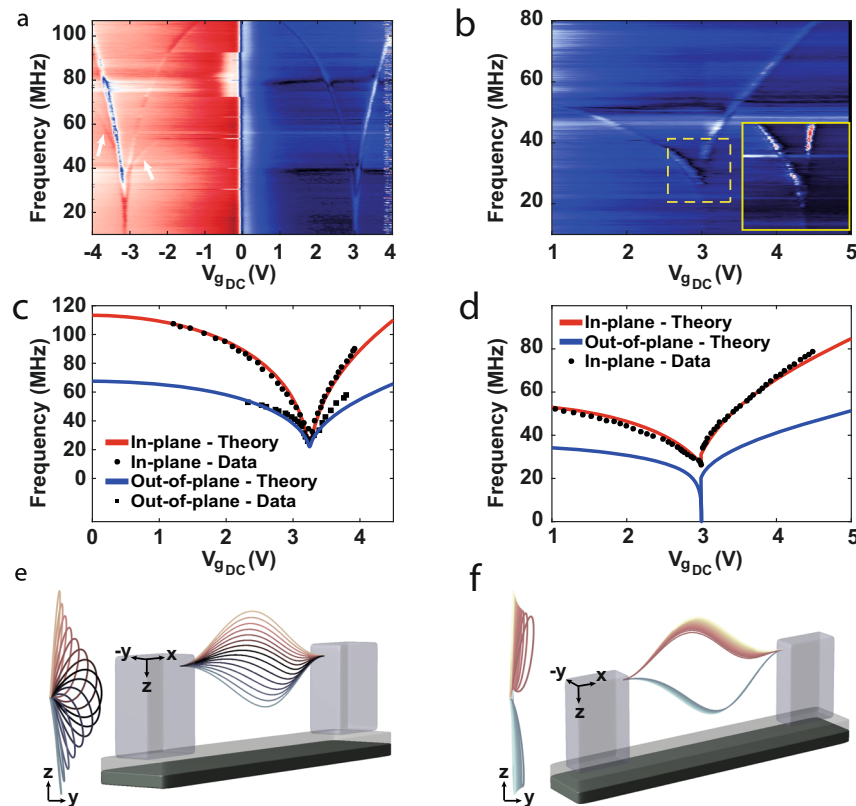 a
Frequency (MHz)
100
80
60
40
20
-4 -3 -2 -1 0 1 2 3 4
VgDC (V)
b
Frequency (MHz)
80
60
40
20
1 2 3 4 5
VgDC (V)
c
Frequency (MHz)
120
100
80
60
40
20
0
In-plane - Theory
In-plane - Data
Out-of-plane - Theory
Out-of-plane - Data
0 1 2 3 4
VgDC (V)
d
Frequency (MHz)
80
60
40
20
0
In-plane - Theory
Out-of-plane - Theory
In-plane - Data
1 2 3 4 5
VgDC (V)
e
-y x
z
z
y
f
-y x
z
z
y